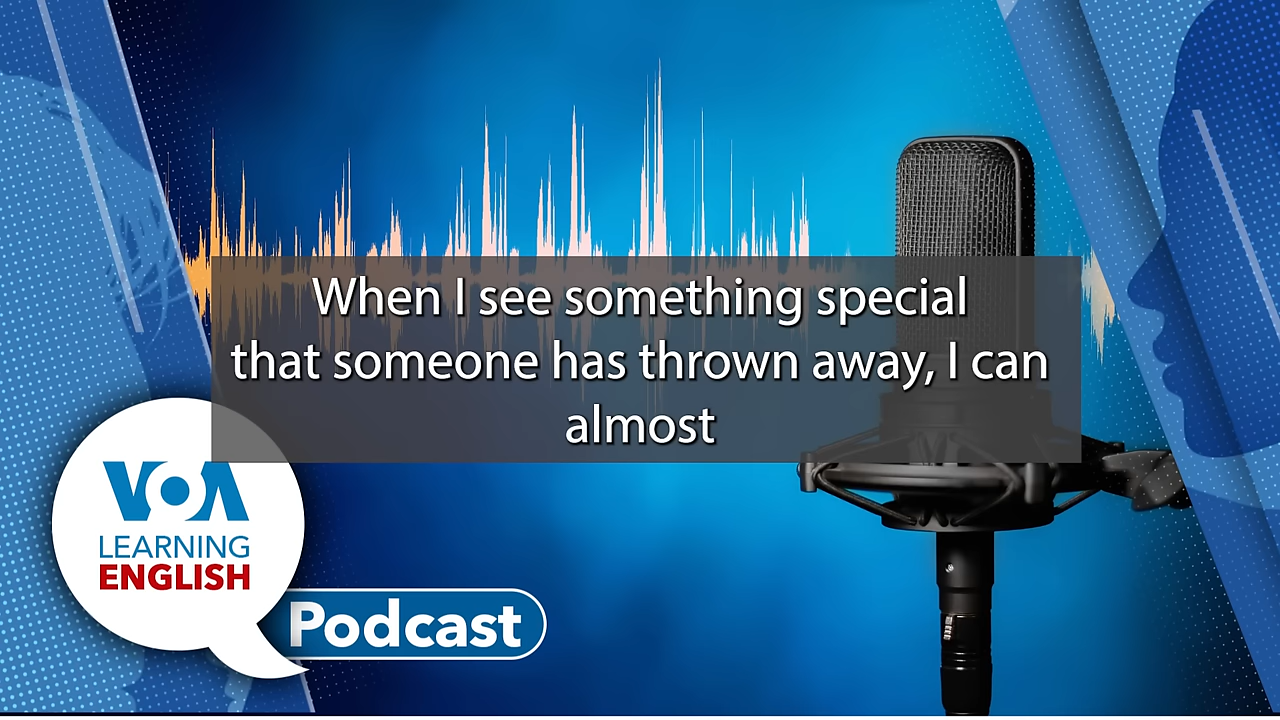 When I see something special
that someone has thrown away, I can
almost
VOA
LEARNING
ENGLISH
Podcast